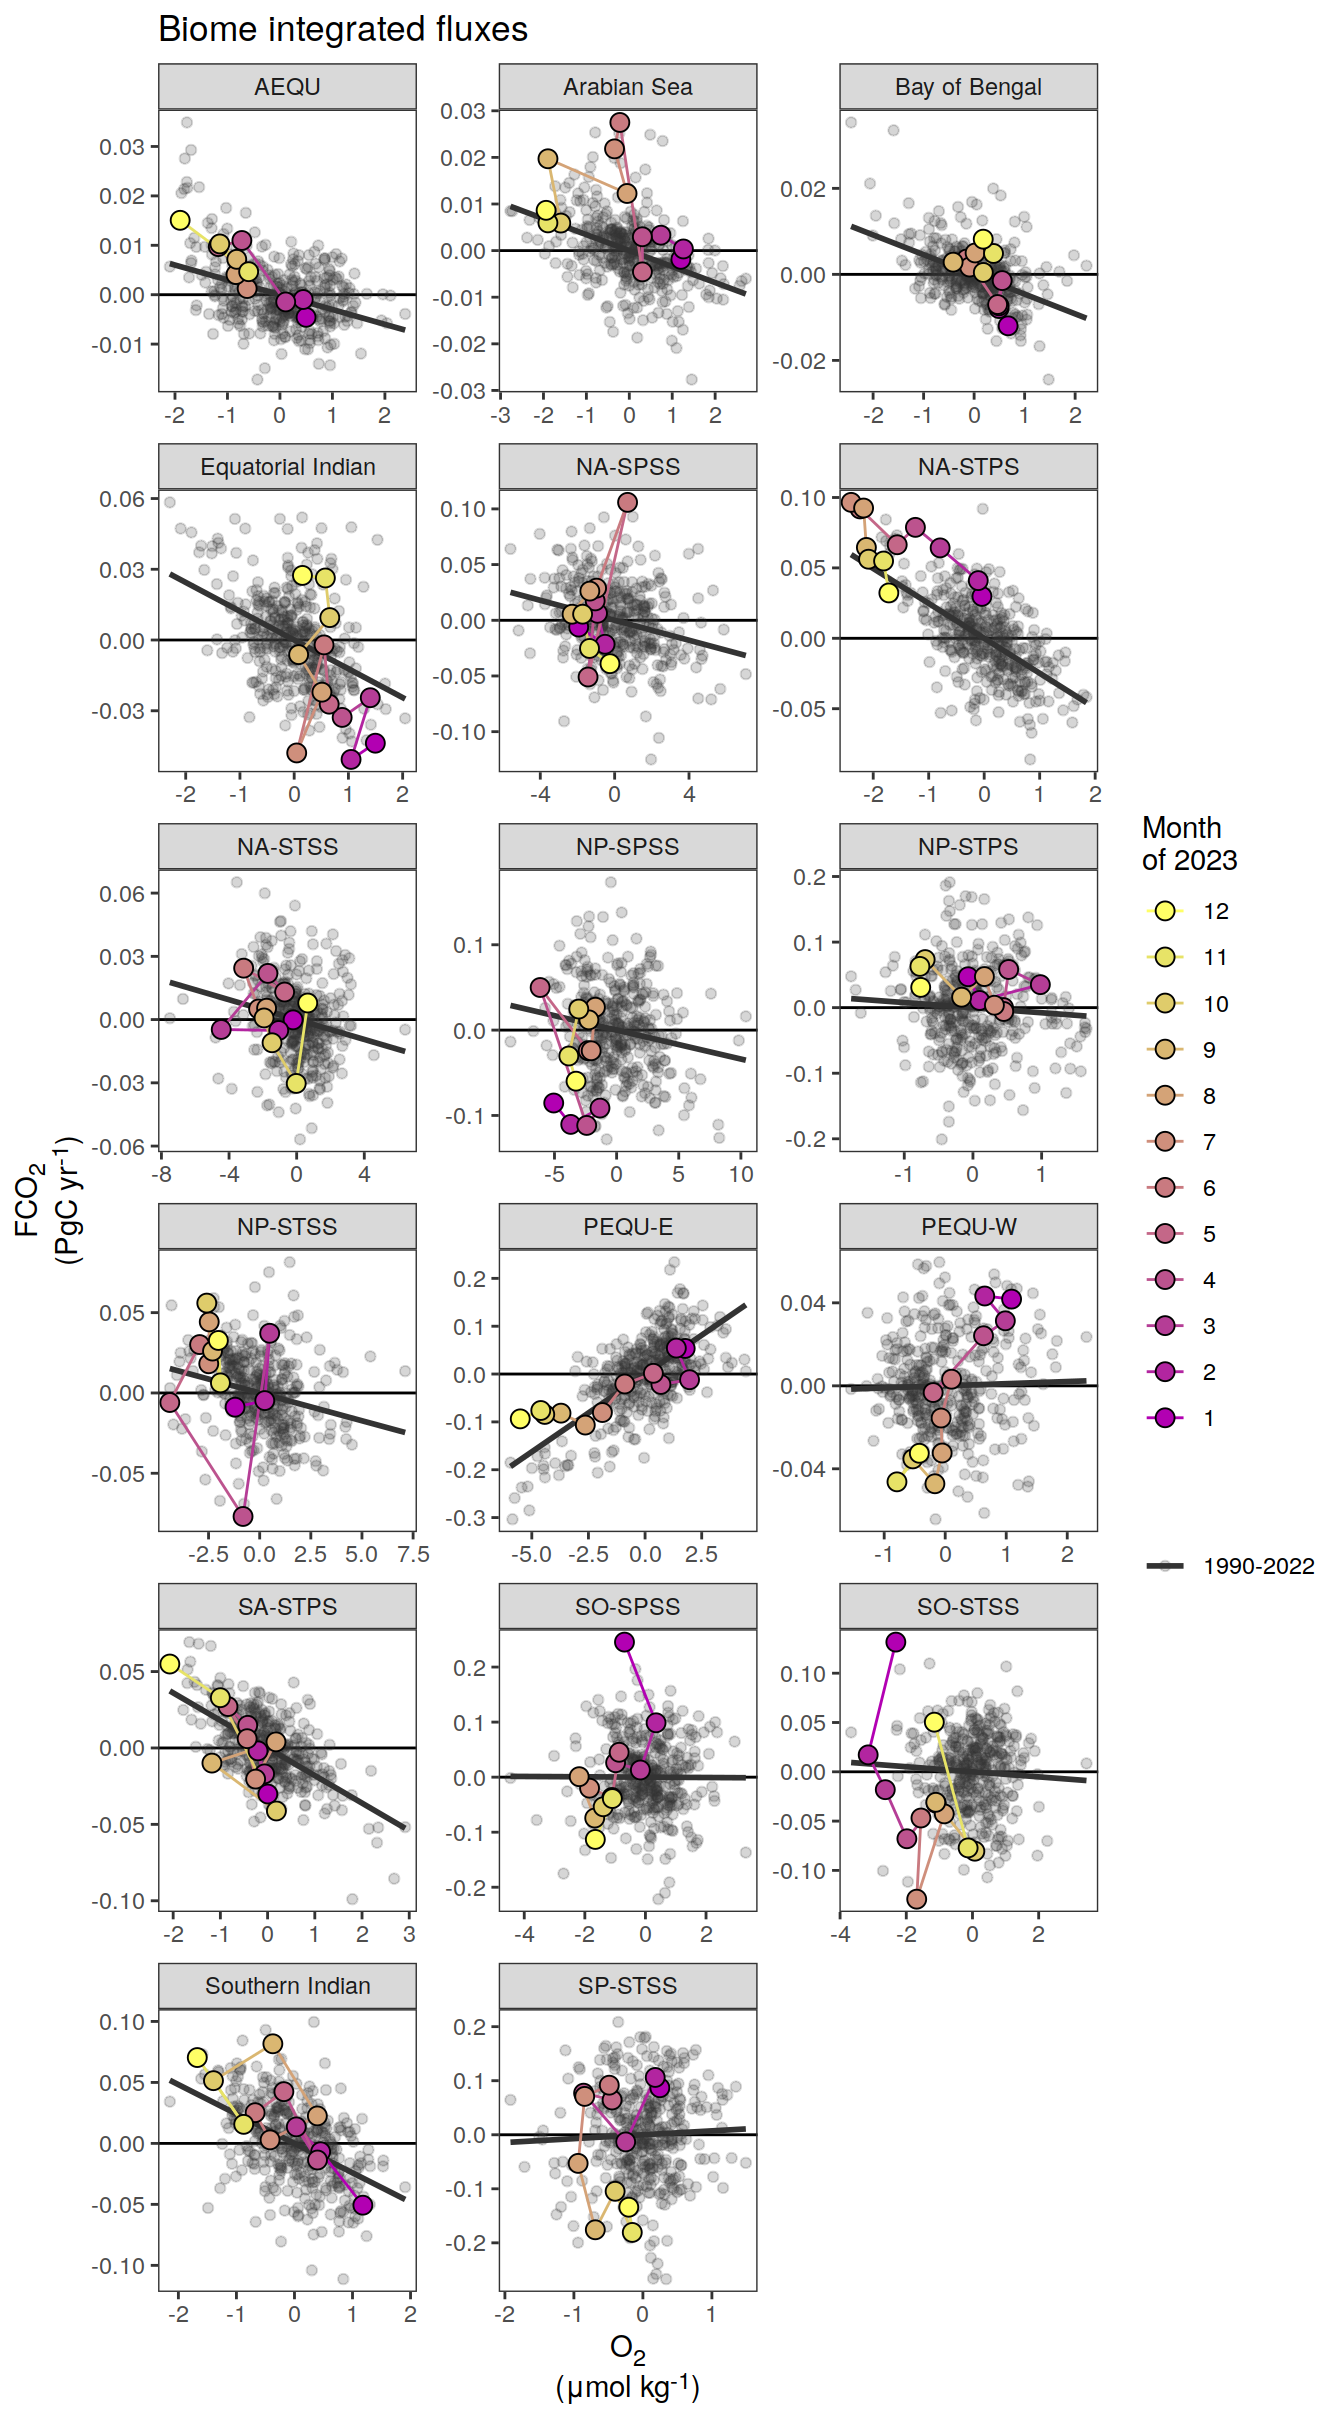 Biome integrated fluxes
AEQU
Arabian Sea
Bay of Bengal
0.03
0.02
0.01
0.00
-0.01
-2 -1 0 1 2
0.03
0.02
0.01
0.00
-0.01
-0.02
-0.03
-3 -2 -1 0 1 2
0.02
0.00
-0.02
-2 -1 0 1 2
Equatorial Indian
NA-SPSS
NA-STPS
0.06
0.03
0.00
-0.03
-2 -1 0 1 2
0.10
0.05
0.00
-0.05
-0.10
-4 0 4
0.10
0.05
0.00
-0.05
-2 -1 0 1 2
NA-STSS
NP-SPSS
NP-STPS
0.06
0.03
0.00
-0.03
-0.06
-8 -4 0 4
0.1
0.0
-0.1
-5 0 5 10
0.2
0.1
0.0
-0.1
-0.2
-1 0 1
NP-STSS
PEQU-E
PEQU-W
0.05
0.00
-0.05
-2.5 0.0 2.5 5.0 7.5
0.2
0.1
0.0
-0.1
-0.2
-0.3
-5.0 -2.5 0.0 2.5
0.04
0.00
-0.04
-1 0 1 2
SA-STPS
SO-SPSS
SO-STSS
0.05
0.00
-0.05
-0.10
-2 -1 0 1 2 3
0.2
0.1
0.0
-0.1
-0.2
-4 -2 0 2
0.10
0.05
0.00
-0.05
-0.10
-4 -2 0 2
Southern Indian
SP-STSS
0.10
0.05
0.00
-0.05
-0.10
-2 -1 0 1 2
0.2
0.1
0.0
-0.1
-0.2
-2 -1 0 1
FCO₂
(PgC yr⁻¹)
O₂
(µmol kg⁻¹)
Month
of 2023
12
11
10
9
8
7
6
5
4
3
2
1
1990-2022